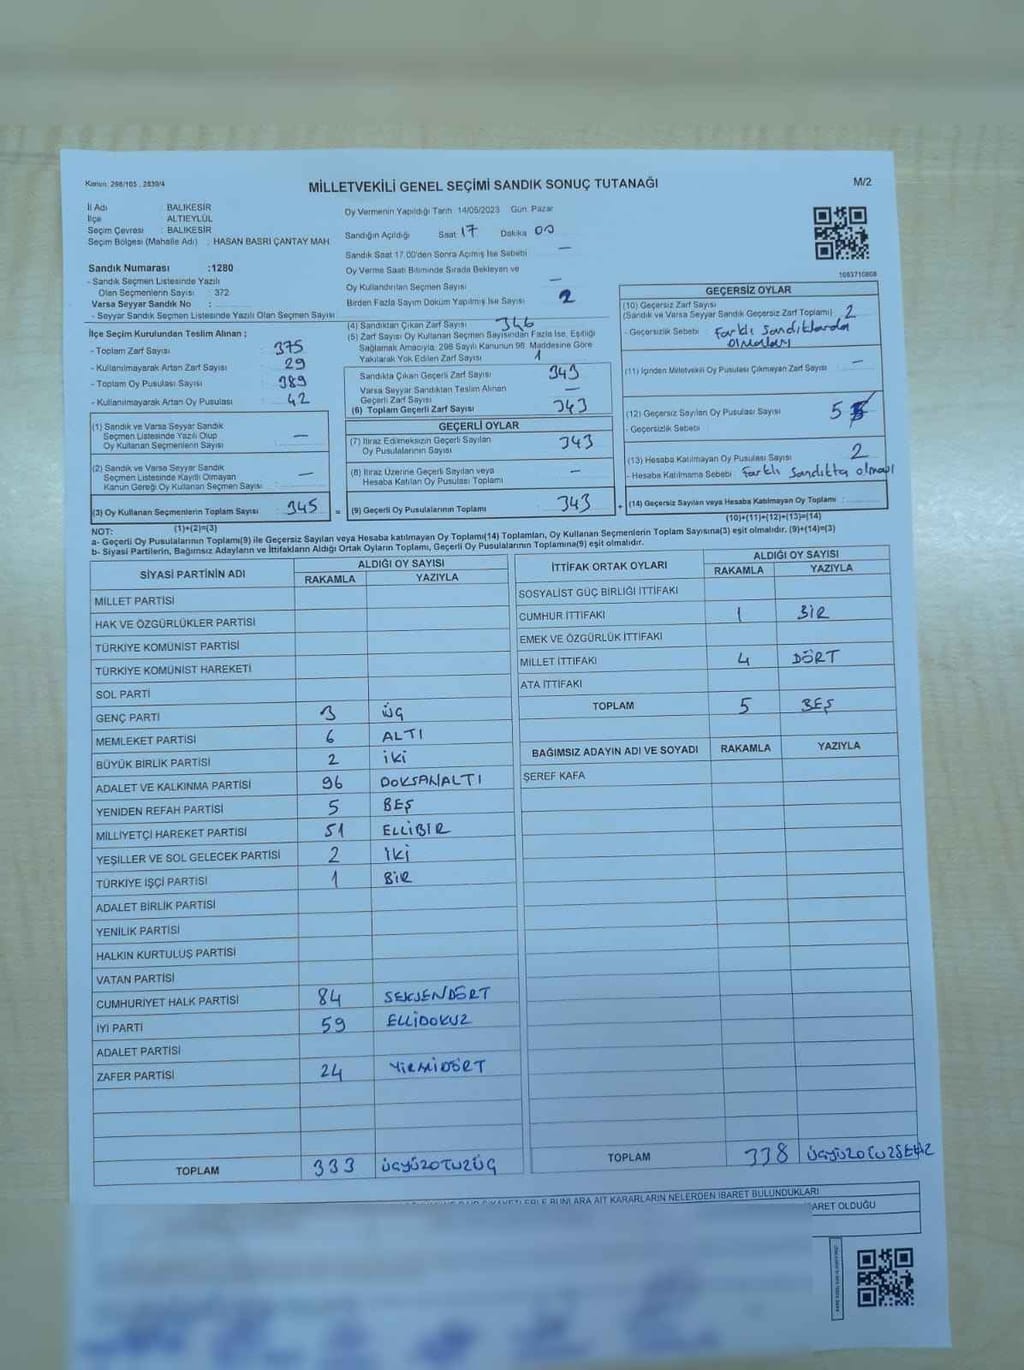 Kanun: 298/105 , 2839/4
MİLLETVEKİLİ GENEL SEÇİMİ SANDIK SONUÇ TUTANAĞI
M/2
İl Adı : BALIKESİR
İlçe : ALTIEYLÜL
Seçim Çevresi : BALIKESİR
Seçim Bölgesi (Mahalle Adı) : HASAN BASRİ ÇANTAY MAH.
Sandık Numarası :1280
- Sandık Seçmen Listesinde Yazılı
Olan Seçmenlerin Sayısı : 372
Varsa Seyyar Sandık No :
- Seyyar Sandık Seçmen Listesinde Yazılı Olan Seçmen Sayısı :
İlçe Seçim Kurulundan Teslim Alınan ;
- Toplam Zarf Sayısı : 375
- Kullanılmayarak Artan Zarf Sayısı : 29
- Toplam Oy Pusulası Sayısı : 389
- Kullanılmayarak Artan Oy Pusulası : 42
(1) Sandık ve Varsa Seyyar Sandık
Seçmen Listesinde Yazılı Olup
Oy Kullanan Seçmenlerin Sayısı : —
(2) Sandık ve Varsa Seyyar Sandık
Seçmen Listesinde Kayıtlı Olmayan
Kanun Gereği Oy Kullanan Seçmen Sayısı : —
(3) Oy Kullanan Seçmenlerin Toplam Sayısı : 345
(1)+(2)=(3)
Oy Vermenin Yapıldığı Tarih 14/05/2023 Gün: Pazar
Sandığın Açıldığı Saat 17 Dakika 00
Sandık Saat 17.00'den Sonra Açılmış İse Sebebi —
Oy Verme Saati Bitiminde Sırada Bekleyen ve
Oy Kullandırılan Seçmen Sayısı —
Birden Fazla Sayım Döküm Yapılmış İse Sayısı 2
(4) Sandıktan Çıkan Zarf Sayısı 346
(5) Zarf Sayısı Oy Kullanan Seçmen Sayısından Fazla İse, Eşitliği
Sağlamak Amacıyla, 298 Sayılı Kanunun 98. Maddesine Göre
Yakılarak Yok Edilen Zarf Sayısı 1
Sandıkta Çıkan Geçerli Zarf Sayısı 343
Varsa Seyyar Sandıktan Teslim Alınan
Geçerli Zarf Sayısı —
(6) Toplam Geçerli Zarf Sayısı 343
GEÇERLİ OYLAR
(7) İtiraz Edilmeksizin Geçerli Sayılan
Oy Pusulalarının Sayısı 343
(8) İtiraz Üzerine Geçerli Sayılan veya
Hesaba Katılan Oy Pusulası Toplamı —
= (9) Geçerli Oy Pusulalarının Toplamı 343
1083710808
GEÇERSİZ OYLAR
(10) Geçersiz Zarf Sayısı
(Sandık ve Varsa Seyyar Sandık Geçersiz Zarf Toplamı) 2
- Geçersizlik Sebebi : Farklı Sandıklarda
olmaları
(11) İçinden Milletvekili Oy Pusulası Çıkmayan Zarf Sayısı —
(12) Geçersiz Sayılan Oy Pusulası Sayısı 5
- Geçersizlik Sebebi :
(13) Hesaba Katılmayan Oy Pusulası Sayısı 2
- Hesaba Katılmama Sebebi : Farklı Sandıkta olması
+ (14) Geçersiz Sayılan veya Hesaba Katılmayan Oy Toplamı :
(10)+(11)+(12)+(13)=(14)
NOT:
a- Geçerli Oy Pusulalarının Toplamı(9) ile Geçersiz Sayılan veya Hesaba katılmayan Oy Toplamı(14) Toplamları, Oy Kullanan Seçmenlerin Toplam Sayısına(3) eşit olmalıdır. (9)+(14)=(3)
b- Siyasi Partilerin, Bağımsız Adayların ve İttifakların Aldığı Ortak Oyların Toplamı, Geçerli Oy Pusulalarının Toplamına(9) eşit olmalıdır.
SİYASİ PARTİNİN ADI ALDIĞI OY SAYISI
RAKAMLA YAZIYLA
MİLLET PARTİSİ
HAK VE ÖZGÜRLÜKLER PARTİSİ
TÜRKİYE KOMÜNİST PARTİSİ
TÜRKİYE KOMÜNİST HAREKETİ
SOL PARTİ
GENÇ PARTİ 3 ÜÇ
MEMLEKET PARTİSİ 6 ALTI
BÜYÜK BİRLİK PARTİSİ 2 İKİ
ADALET VE KALKINMA PARTİSİ 96 DOKSANALTI
YENİDEN REFAH PARTİSİ 5 BEŞ
MİLLİYETÇİ HAREKET PARTİSİ 51 ELLİBİR
YEŞİLLER VE SOL GELECEK PARTİSİ 2 İKİ
TÜRKİYE İŞÇİ PARTİSİ 1 BİR
ADALET BİRLİK PARTİSİ
YENİLİK PARTİSİ
HALKIN KURTULUŞ PARTİSİ
VATAN PARTİSİ
CUMHURİYET HALK PARTİSİ 84 SEKSENDÖRT
İYİ PARTİ 59 ELLİDOKUZ
ADALET PARTİSİ
ZAFER PARTİSİ 24 YİRMİDÖRT
TOPLAM 333 ÜÇYÜZOTUZÜÇ
İTTİFAK ORTAK OYLARI ALDIĞI OY SAYISI
RAKAMLA YAZIYLA
SOSYALİST GÜÇ BİRLİĞİ İTTİFAKI
CUMHUR İTTİFAKI 1 BİR
EMEK VE ÖZGÜRLÜK İTTİFAKI
MİLLET İTTİFAKI 4 DÖRT
ATA İTTİFAKI
TOPLAM 5 BEŞ
BAĞIMSIZ ADAYIN ADI VE SOYADI RAKAMLA YAZIYLA
ŞEREF KAFA
TOPLAM 338 ÜÇYÜZOTUZSEKİZ
BUNLARA AİT KARARLARIN NELERDEN İBARET BULUNDUKLARI
OLDUĞU